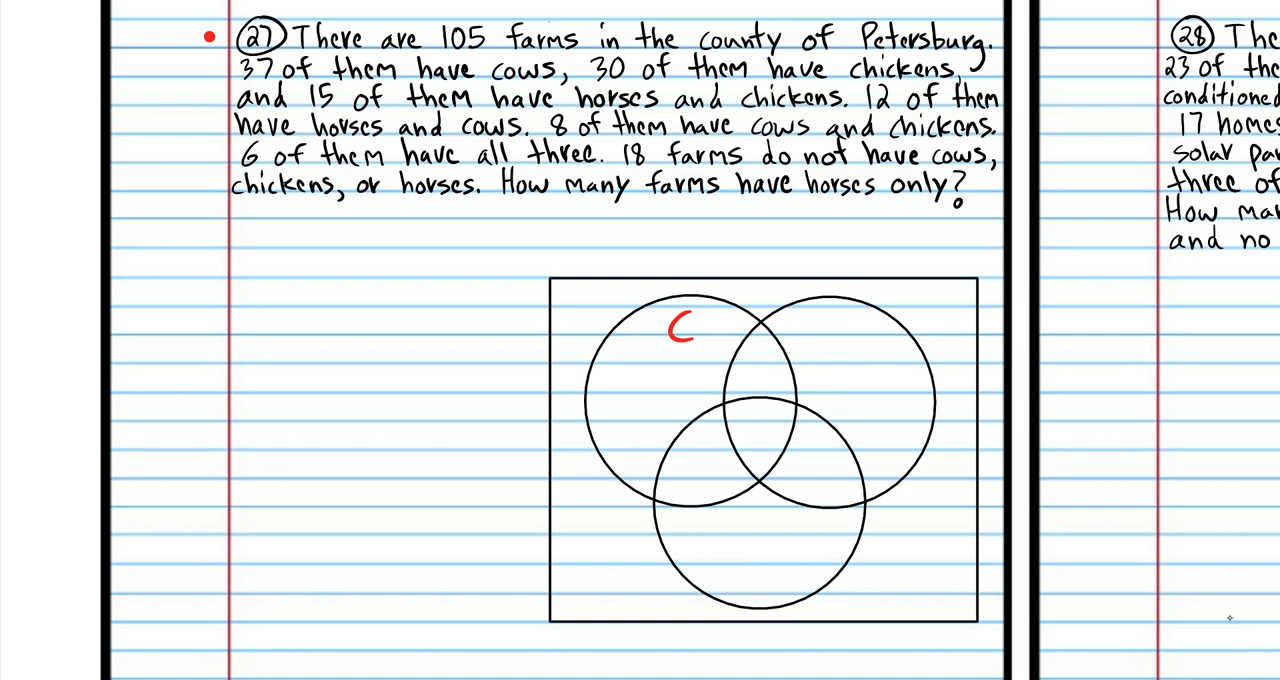 27 There are 105 farms in the county of Petersburg.
37 of them have cows, 30 of them have chickens,
and 15 of them have horses and chickens. 12 of them
have horses and cows. 8 of them have cows and chickens.
6 of them have all three. 18 farms do not have cows,
chickens, or horses. How many farms have horses only?
C
28 The
23 of the
conditioned
17 homes
solar pa
three of
How ma
and no